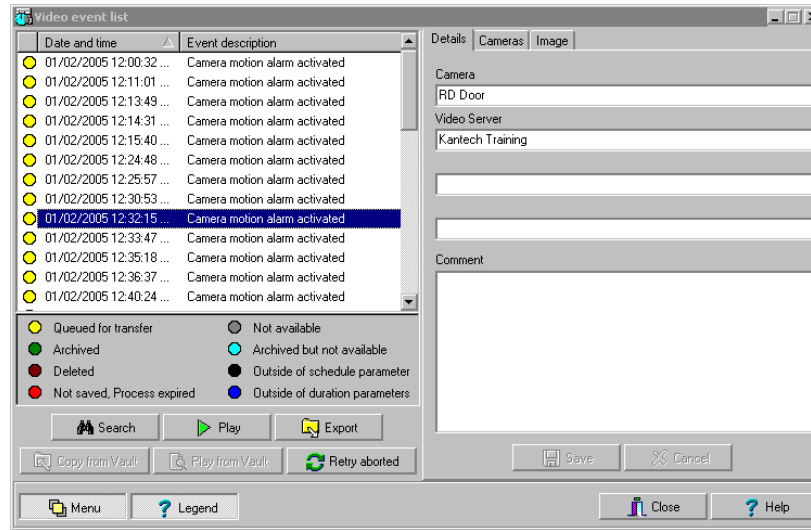 Video event list
Date and time Event description
01/02/2005 12:00:32 ... Camera motion alarm activated
01/02/2005 12:11:01 ... Camera motion alarm activated
01/02/2005 12:13:49 ... Camera motion alarm activated
01/02/2005 12:14:31 ... Camera motion alarm activated
01/02/2005 12:15:40 ... Camera motion alarm activated
01/02/2005 12:24:48 ... Camera motion alarm activated
01/02/2005 12:25:57 ... Camera motion alarm activated
01/02/2005 12:30:53 ... Camera motion alarm activated
01/02/2005 12:32:15 ... Camera motion alarm activated
01/02/2005 12:33:47 ... Camera motion alarm activated
01/02/2005 12:35:18 ... Camera motion alarm activated
01/02/2005 12:36:37 ... Camera motion alarm activated
01/02/2005 12:40:24 ... Camera motion alarm activated
Queued for transfer Not available
Archived Archived but not available
Deleted Outside of schedule parameter
Not saved, Process expired Outside of duration parameters
Search Play Export
Copy from Vault Play from Vault Retry aborted
Details Cameras Image
Camera
RD Door
Video Server
Kantech Training
Comment
Save Cancel
Menu ? Legend Close ? Help